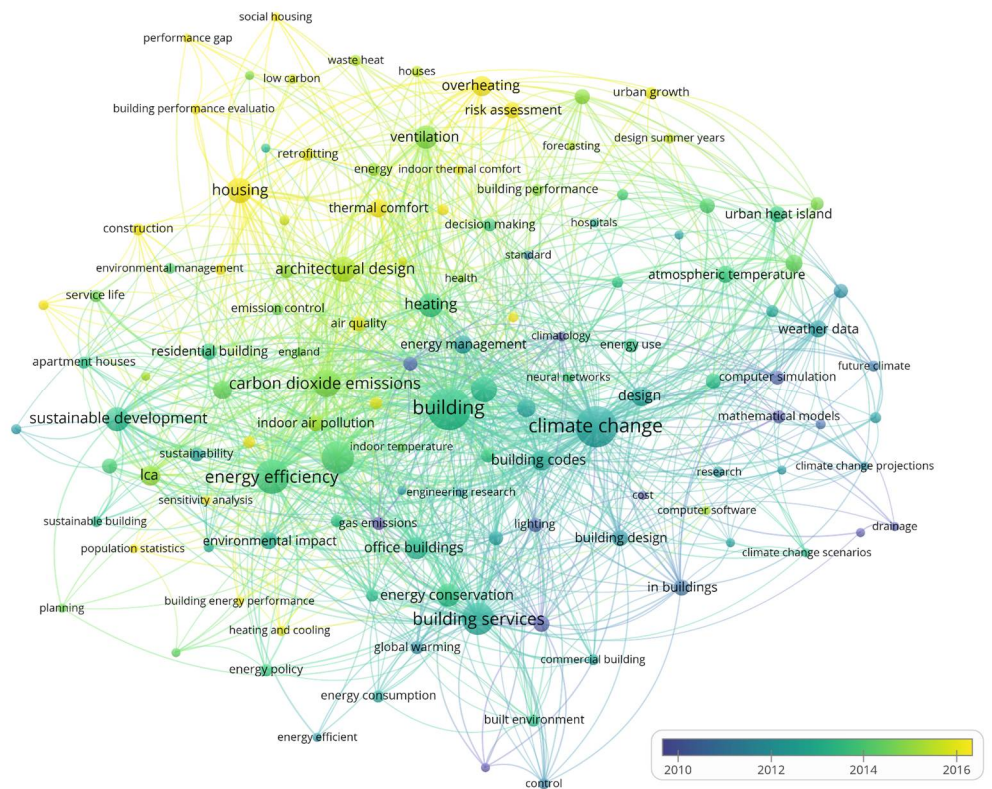 social housing
performance gap
waste heat
houses
low carbon
overheating
urban growth
building performance evaluatio
risk assessment
ventilation
design summer years
forecasting
retrofitting
energy
indoor thermal comfort
housing
building performance
thermal comfort
urban heat island
decision making
hospitals
construction
standard
environmental management
architectural design
atmospheric temperature
health
service life
emission control
heating
air quality
weather data
climatology
energy management
energy use
residential building
england
apartment houses
future climate
neural networks
computer simulation
carbon dioxide emissions
design
building
mathematical models
sustainable development
indoor air pollution
climate change
indoor temperature
sustainability
building codes
climate change projections
lca
energy efficiency
research
engineering research
cost
sensitivity analysis
computer software
sustainable building
gas emissions
lighting
drainage
environmental impact
building design
population statistics
office buildings
climate change scenarios
in buildings
energy conservation
building energy performance
planning
building services
heating and cooling
global warming
commercial building
energy policy
energy consumption
built environment
energy efficient
control
2010
2012
2014
2016